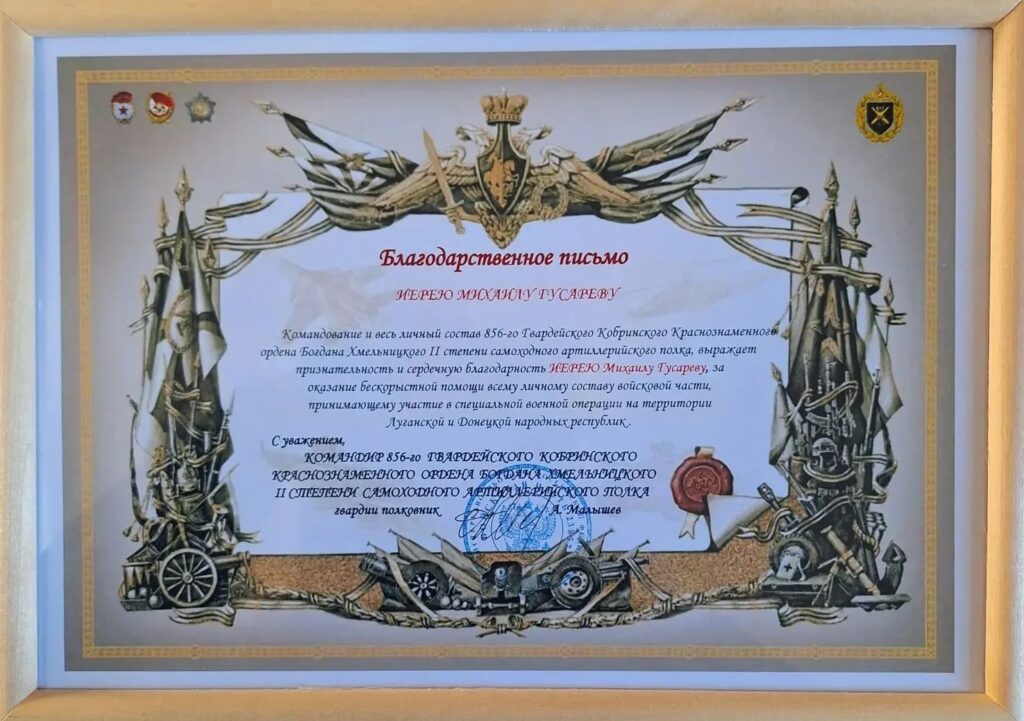 Благодарственное письмо
ИЕРЕЮ МИХАИЛУ ГУСАРЕВУ
Командование и весь личный состав 856-го Гвардейского Кобринского Краснознаменного
ордена Богдана Хмельницкого II степени самоходного артиллерийского полка, выражает
признательность и сердечную благодарность ИЕРЕЮ Михаилу Гусареву, за
оказание бескорыстной помощи всему личному составу войсковой части,
принимающему участие в специальной военной операции на территории
Луганской и Донецкой народных республик.
С уважением,
КОМАНДИР 856-го ГВАРДЕЙСКОГО КОБРИНСКОГО
КРАСНОЗНАМЕННОГО ОРДЕНА БОГДАНА ХМЕЛЬНИЦКОГО
II СТЕПЕНИ САМОХОДНОГО АРТИЛЛЕРИЙСКОГО ПОЛКА
гвардии полковник А. Малышев